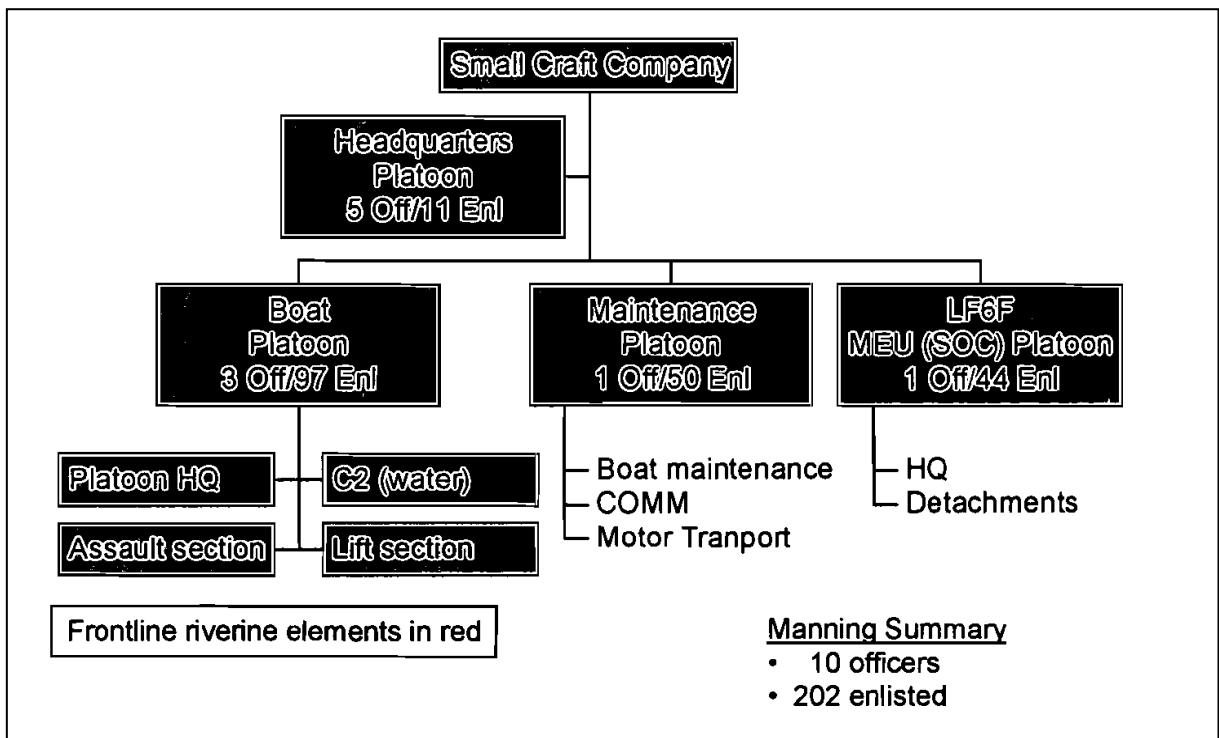 Small Craft Company
Headquarters
Platoon
5 Off/11 Enl
Boat
Platoon
3 Off/97 Enl
Maintenance
Platoon
1 Off/50 Enl
LF6F
MEU (SOC) Platoon
1 Off/44 Enl
Platoon HQ
C2 (water)
Assault section
Lift section
Boat maintenance
COMM
Motor Tranport
HQ
Detachments
Frontline riverine elements in red
Manning Summary
• 10 officers
• 202 enlisted